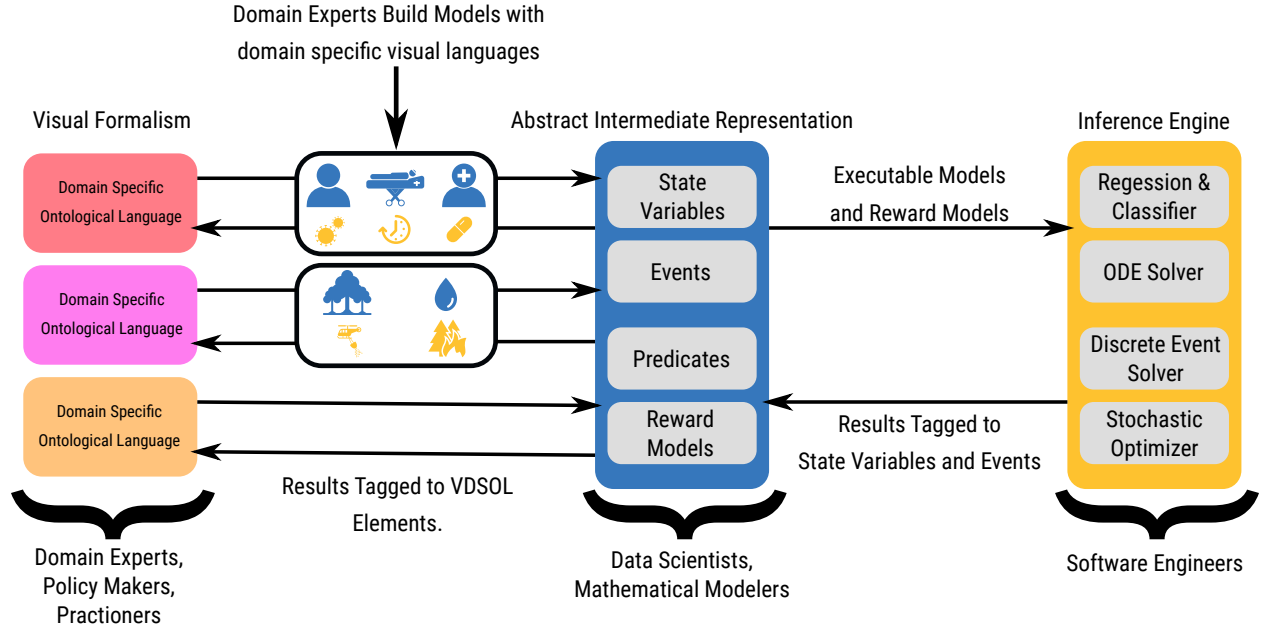 Domain Experts Build Models with
domain specific visual languages
Visual Formalism
Abstract Intermediate Representation
Inference Engine
Domain Specific
Ontological Language
Domain Specific
Ontological Language
Domain Specific
Ontological Language
State
Variables
Events
Predicates
Reward
Models
Executable Models
and Reward Models
Regression &
Classifier
ODE Solver
Discrete Event
Solver
Stochastic
Optimizer
Results Tagged to
State Variables and Events
Results Tagged to VDSOL
Elements.
Domain Experts,
Policy Makers,
Practioners
Data Scientists,
Mathematical Modelers
Software Engineers